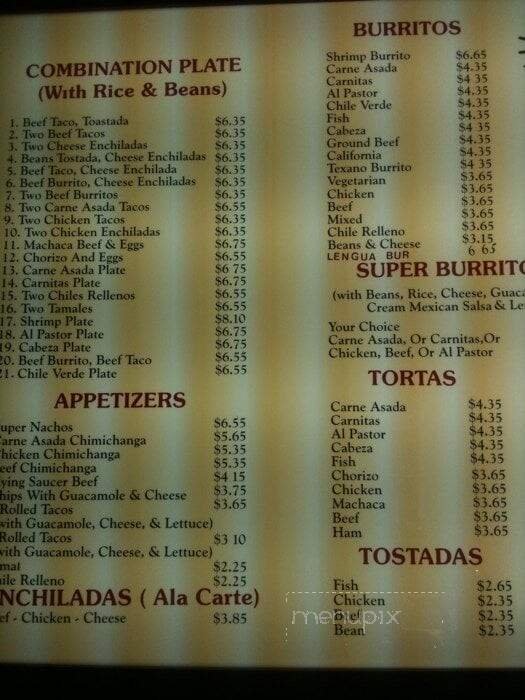 COMBINATION PLATE
(With Rice & Beans)
1. Beef Taco, Toastada $6.35
2. Two Beef Tacos $6.35
3. Two Cheese Enchiladas $6.35
4. Beans Tostada, Cheese Enchiladas $6.35
5. Beef Taco, Cheese Enchilada $6.35
6. Beef Burrito, Cheese Enchiladas $6.35
7. Two Beef Burritos $6.35
8. Two Carne Asada Tacos $6.55
9. Two Chicken Tacos $6.35
10. Two Chicken Enchiladas $6.35
11. Machaca Beef & Eggs $6.75
12. Chorizo And Eggs $6.55
13. Carne Asada Plate $6 75
14. Carnitas Plate $6.75
15. Two Chiles Rellenos $6.55
16. Two Tamales $6.55
17. Shrimp Plate $8.10
18. Al Pastor Plate $6.75
19. Cabeza Plate $6.75
20. Beef Burrito, Beef Taco $6.55
21. Chile Verde Plate $6.55
APPETIZERS
uper Nachos $6.55
arne Asada Chimichanga $5.65
hicken Chimichanga $5.35
eef Chimichanga $5.35
ying Saucer Beef $4 15
hips With Guacamole & Cheese $3.75
Rolled Tacos $3.65
with Guacamole, Cheese, & Lettuce)
Rolled Tacos $3 10
with Guacamole, Cheese, & Lettuce)
mal $2.25
ile Relleno $2.25
NCHILADAS ( Ala Carte)
ef - Chicken - Cheese $3.85
BURRITOS
Shrimp Burrito $6.65
Carne Asada $4.35
Carnitas $4 35
Al Pastor $4.35
Chile Verde $4.35
Fish $4.35
Cabeza $4 35
Ground Beef $4.35
California $4.35
Texano Burrito $4 35
Vegetarian $3.65
Chicken $3.65
Beef $3.65
Mixed $3.65
Chile Relleno $3.65
Beans & Cheese $3.15
LENGUA BUR 6 65
SUPER BURRITO
(with Beans, Rice, Cheese, Guaca
Cream Mexican Salsa & Le
Your Choice
Carne Asada, Or Carnitas,Or
Chicken, Beef, Or Al Pastor
TORTAS
Carne Asada $4.35
Carnitas $4.35
Al Pastor $4.35
Cabeza $4.35
Fish $4.35
Chorizo $3.65
Chicken $3.65
Machaca $3.65
Beef $3.65
Ham $3.65
TOSTADAS
Fish $2.65
Chicken $2.35
Beef $2.35
Bean $2.35
menupix